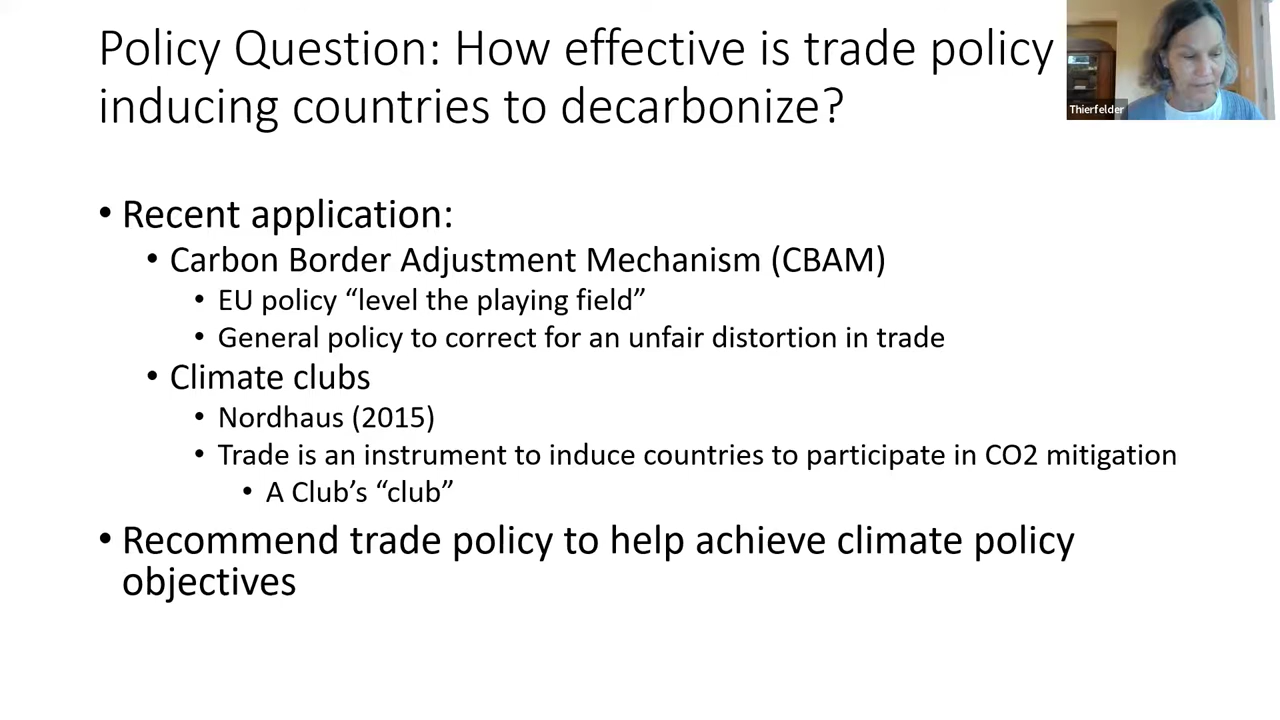 Policy Question: How effective is trade policy
inducing countries to decarbonize?
Thierfelder
• Recent application:
• Carbon Border Adjustment Mechanism (CBAM)
• EU policy “level the playing field”
• General policy to correct for an unfair distortion in trade
• Climate clubs
• Nordhaus (2015)
• Trade is an instrument to induce countries to participate in CO2 mitigation
• A Club’s “club”
• Recommend trade policy to help achieve climate policy
objectives